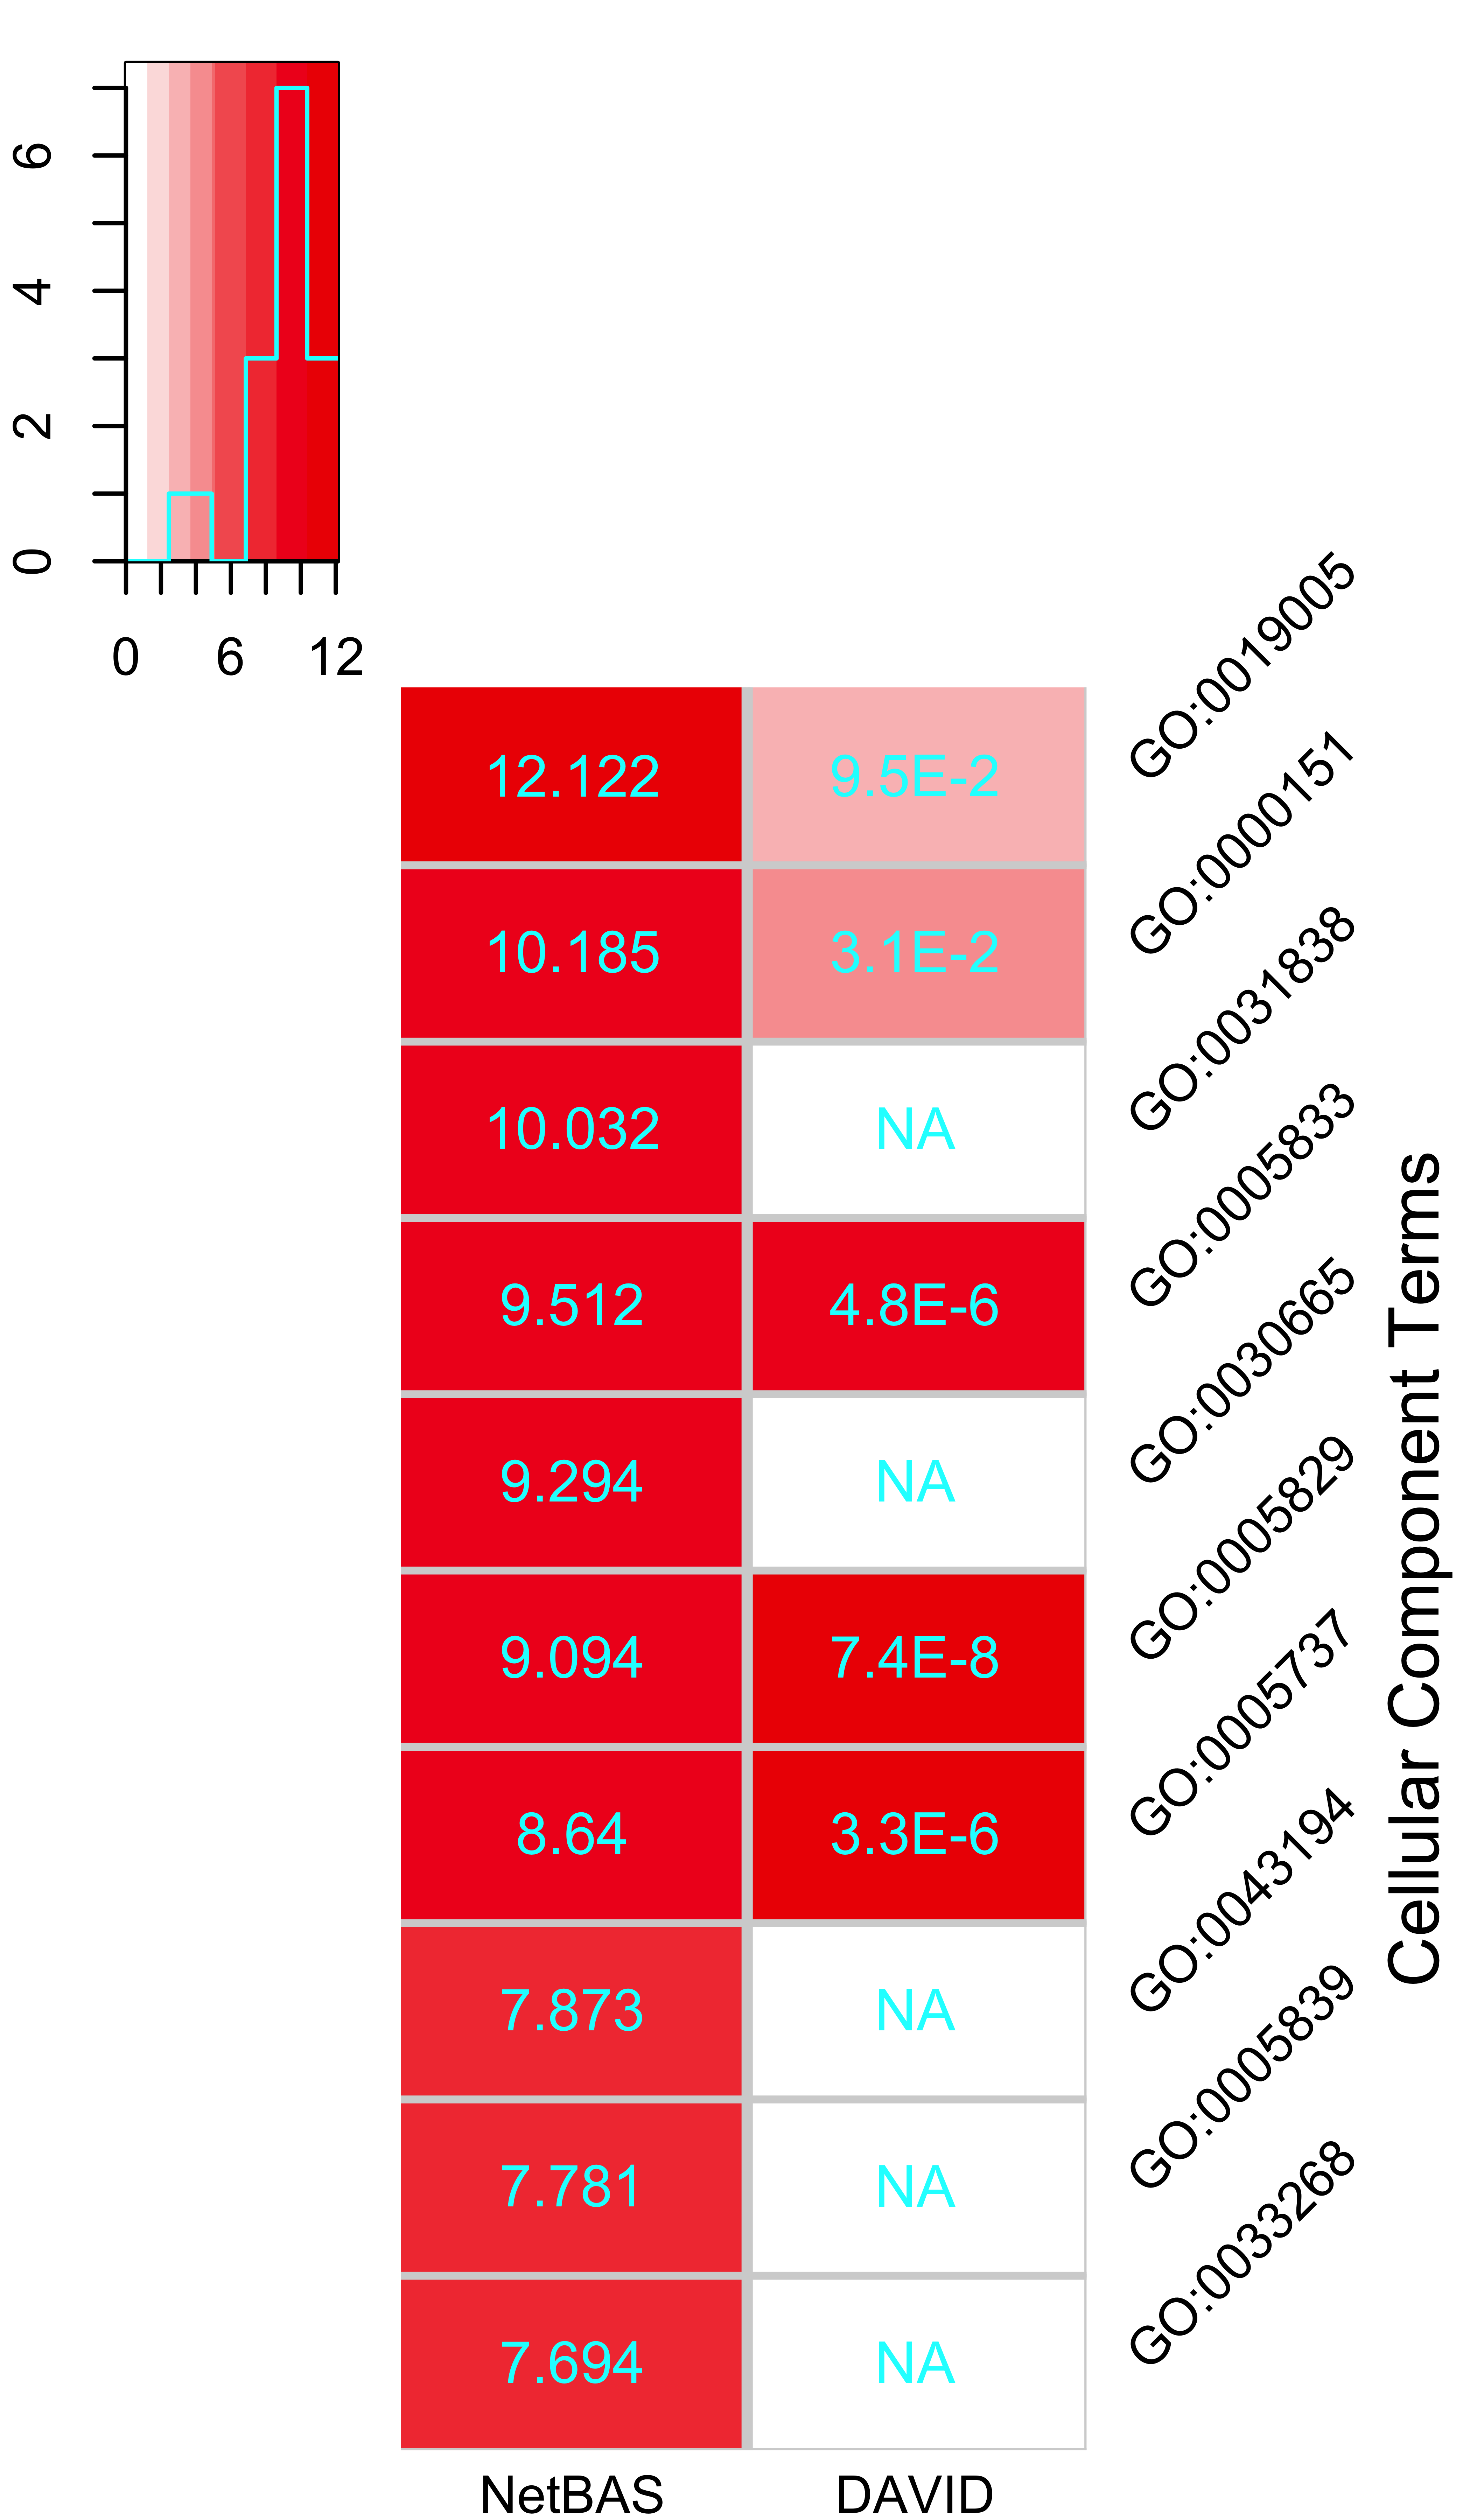 6
4
2
0
0 6 12
12.122 9.5E-2 GO:0019005
10.185 3.1E-2 GO:0000151
10.032 NA GO:0031838
9.512 4.8E-6 GO:0005833
9.294 NA GO:0030665
9.094 7.4E-8 GO:0005829
8.64 3.3E-6 GO:0005737
7.873 NA GO:0043194
7.781 NA GO:0005839
7.694 NA GO:0033268
Cellular Component Terms
NetBAS DAVID